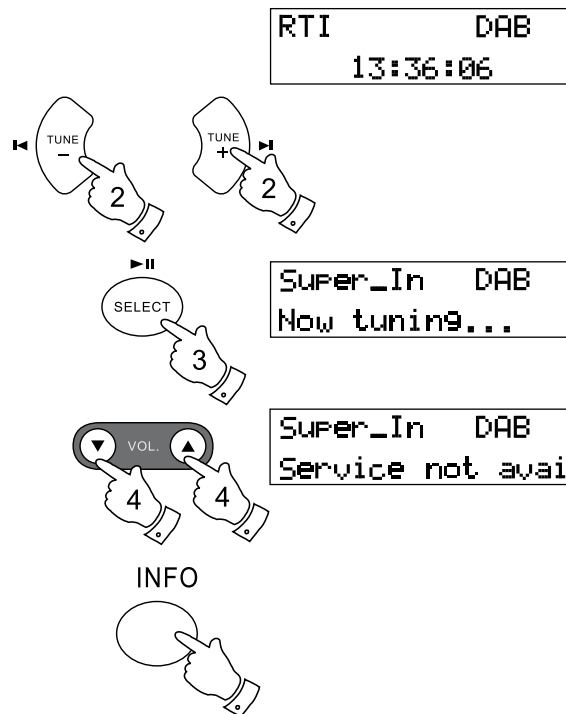 RTI DAB
13:36:06
TUNE
−
TUNE
+
2
2
SELECT
3
Super_In DAB
Now tuning...
VOL.
4
4
Super_In DAB
Service not avai
INFO